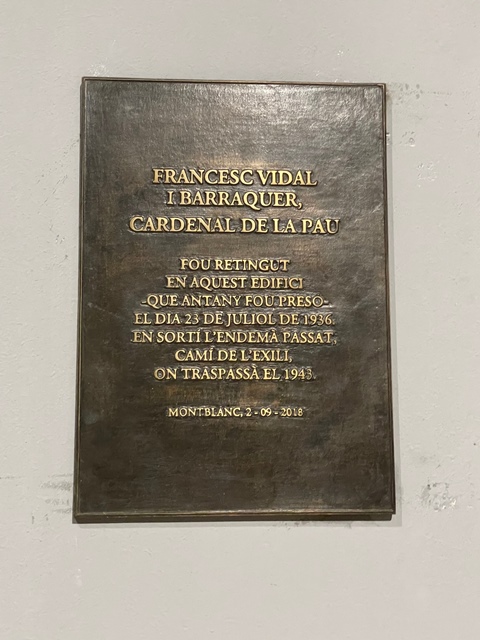 FRANCESC VIDAL
I BARRAQUER,
CARDENAL DE LA PAU
FOU RETINGUT
EN AQUEST EDIFICI
-QUE ANTANY FOU PRESÓ-
EL DIA 23 DE JULIOL DE 1936.
EN SORTÍ L'ENDEMÀ PASSAT,
CAMÍ DE L'EXILI,
ON TRASPASSÀ EL 1943.
MONTBLANC, 2 - 09 - 2018